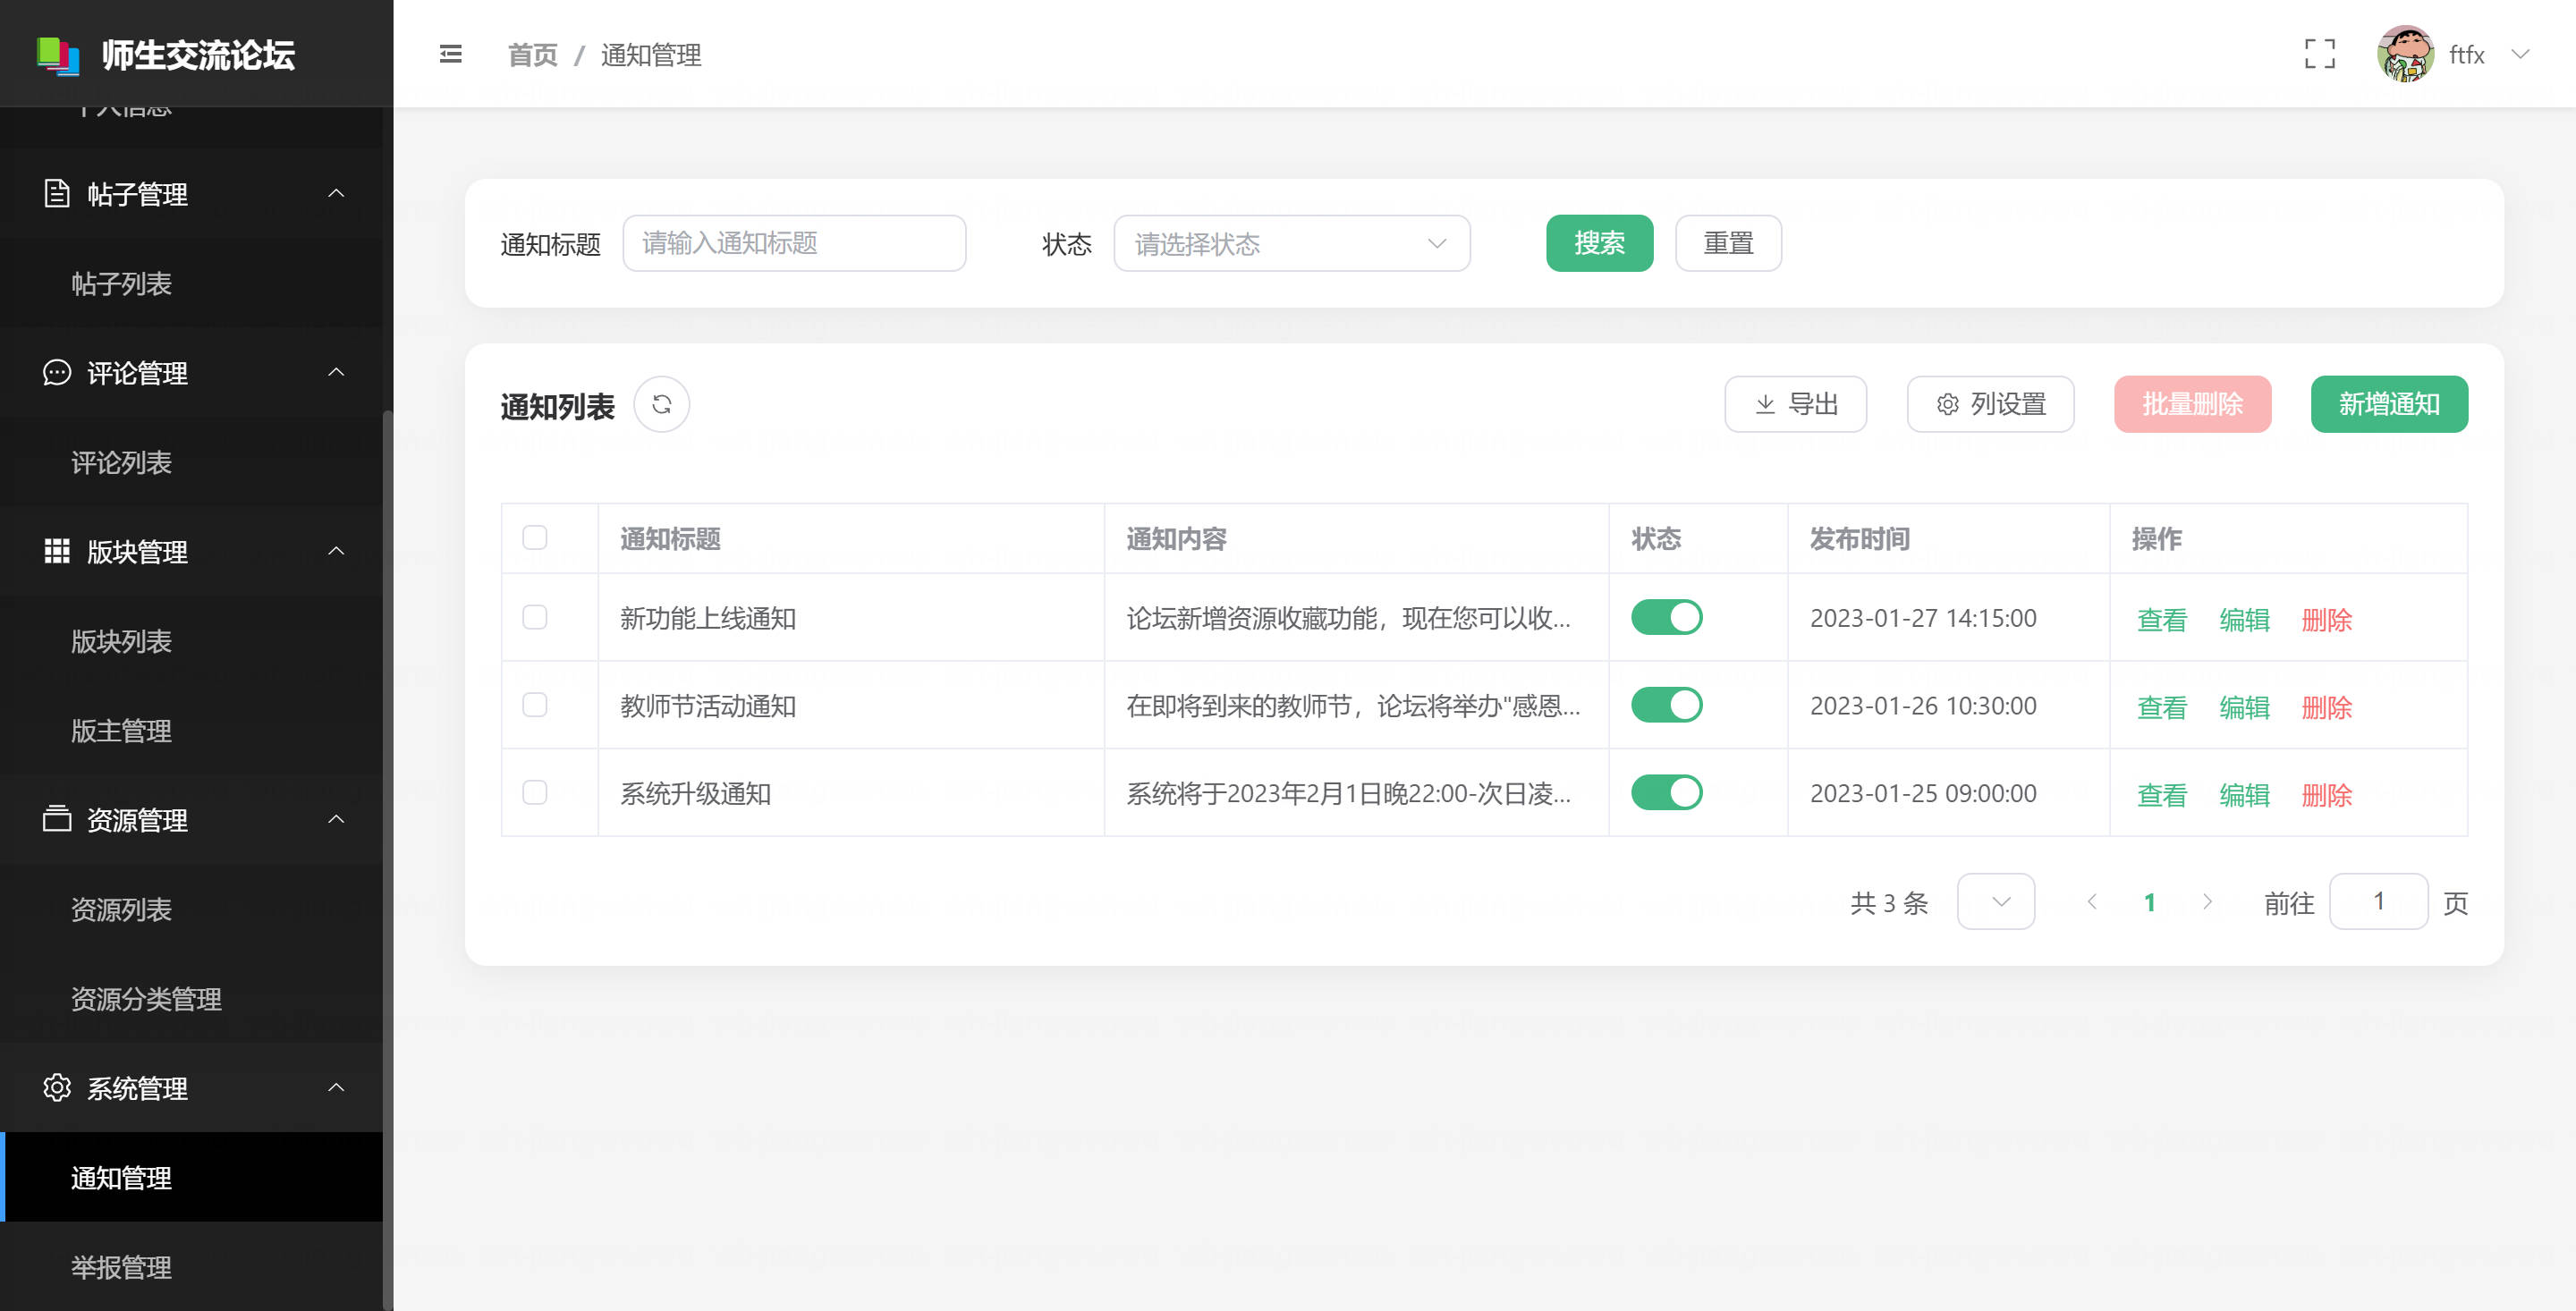 师生交流论坛
个人信息
帖子管理
帖子列表
评论管理
评论列表
版块管理
版块列表
版主管理
资源管理
资源列表
资源分类管理
系统管理
通知管理
举报管理
首页 / 通知管理
ftfx
通知标题 请输入通知标题 状态 请选择状态 搜索 重置
通知列表 导出 列设置 批量删除 新增通知
通知标题 通知内容 状态 发布时间 操作
新功能上线通知 论坛新增资源收藏功能，现在您可以收... 2023-01-27 14:15:00 查看 编辑 删除
教师节活动通知 在即将到来的教师节，论坛将举办"感恩... 2023-01-26 10:30:00 查看 编辑 删除
系统升级通知 系统将于2023年2月1日晚22:00-次日凌... 2023-01-25 09:00:00 查看 编辑 删除
共 3 条 1 前往 1 页